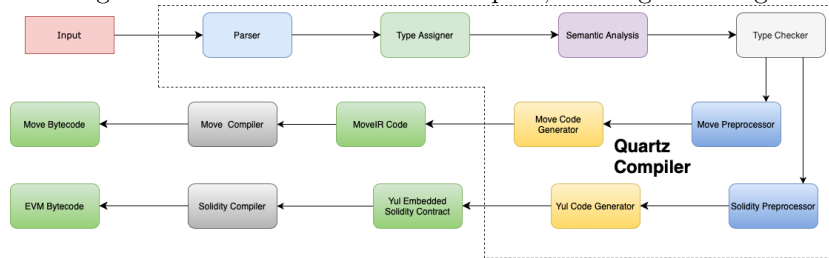 Input
Parser
Type Assigner
Semantic Analysis
Type Checker
Move Bytecode
Move Compiler
MoveIR Code
Move Code
Generator
Move Preprocessor
Quartz
Compiler
EVM Bytecode
Solidity Compiler
Yul Embedded
Solidity Contract
Yul Code Generator
Solidity Preprocessor